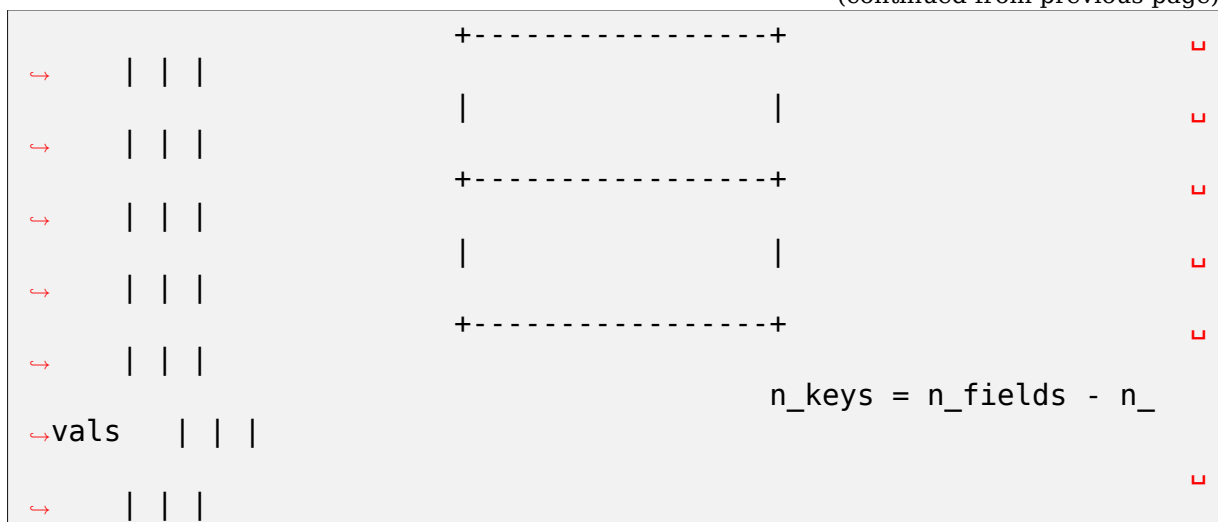 (continued from previous page)
+-----------------+ ␣
↪ | | |
| | ␣
↪ | | |
+-----------------+ ␣
↪ | | |
| | ␣
↪ | | |
+-----------------+ ␣
↪ | | |
n_keys = n_fields - n_
↪vals | | |
␣
↪ | | |